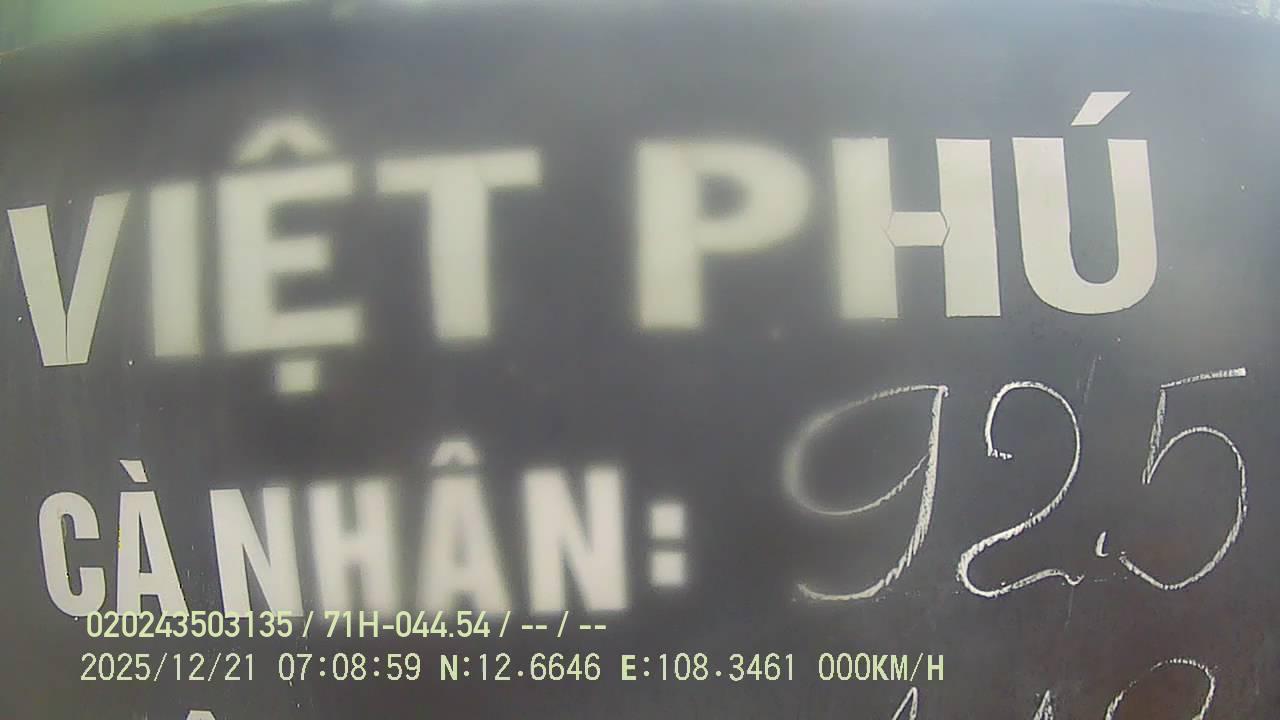 VIỆT PHÚ
CÀ NHÂN: 925
020243503135 / 71H-044.54 / -- / --
2025/12/21 07:08:59 N:12.6646 E:108.3461 000KM/H